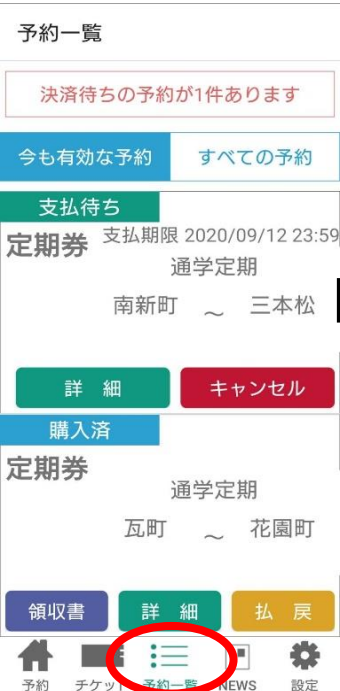 予約一覧
決済待ちの予約が1件あります
今も有効な予約 すべての予約
支払待ち
定期券 支払期限 2020/09/12 23:59
通学定期
南新町 ～ 三本松
詳 細 キャンセル
購入済
定期券
通学定期
瓦町 ～ 花園町
領収書 詳 細 払 戻
予約 チケット 予約一覧 NEWS 設定